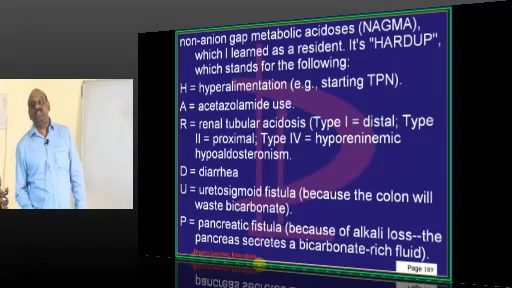 non-anion gap metabolic acidoses (NAGMA),
which I learned as a resident. It's "HARDUP",
which stands for the following:
H = hyperalimentation (e.g., starting TPN).
A = acetazolamide use.
R = renal tubular acidosis (Type I = distal; Type
II = proximal; Type IV = hyporeninemic
hypoaldosteronism.
D = diarrhea
U = uretosigmoid fistula (because the colon will
waste bicarbonate).
P = pancreatic fistula (because of alkali loss--the
pancreas secretes a bicarbonate-rich fluid).
Page 189